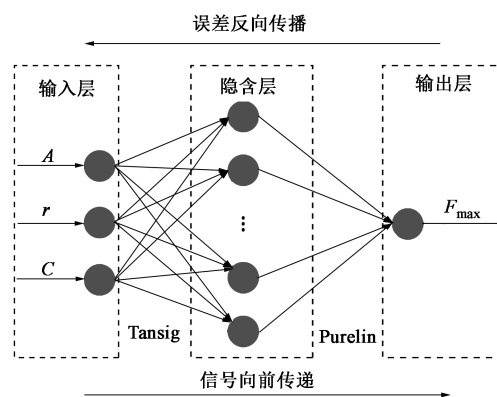 误差反向传播
输入层
隐含层
输出层
A
r
C
F_max
Tansig
Purelin
信号向前传递